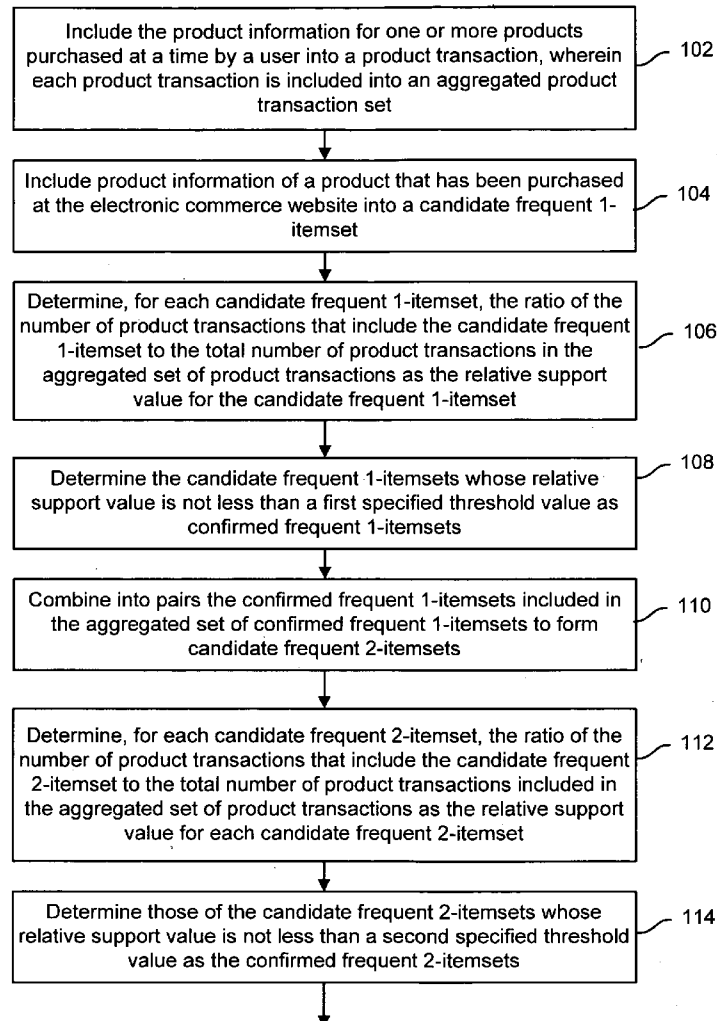 Include the product information for one or more products
purchased at a time by a user into a product transaction, wherein
each product transaction is included into an aggregated product
transaction set
102
Include product information of a product that has been purchased
at the electronic commerce website into a candidate frequent 1-
itemset
104
Determine, for each candidate frequent 1-itemset, the ratio of the
number of product transactions that include the candidate frequent
1-itemset to the total number of product transactions in the
aggregated set of product transactions as the relative support
value for the candidate frequent 1-itemset
106
Determine the candidate frequent 1-itemsets whose relative
support value is not less than a first specified threshold value as
confirmed frequent 1-itemsets
108
Combine into pairs the confirmed frequent 1-itemsets included in
the aggregated set of confirmed frequent 1-itemsets to form
candidate frequent 2-itemsets
110
Determine, for each candidate frequent 2-itemset, the ratio of the
number of product transactions that include the candidate frequent
2-itemset to the total number of product transactions included in
the aggregated set of product transactions as the relative support
value for each candidate frequent 2-itemset
112
Determine those of the candidate frequent 2-itemsets whose
relative support value is not less than a second specified threshold
value as the confirmed frequent 2-itemsets
114